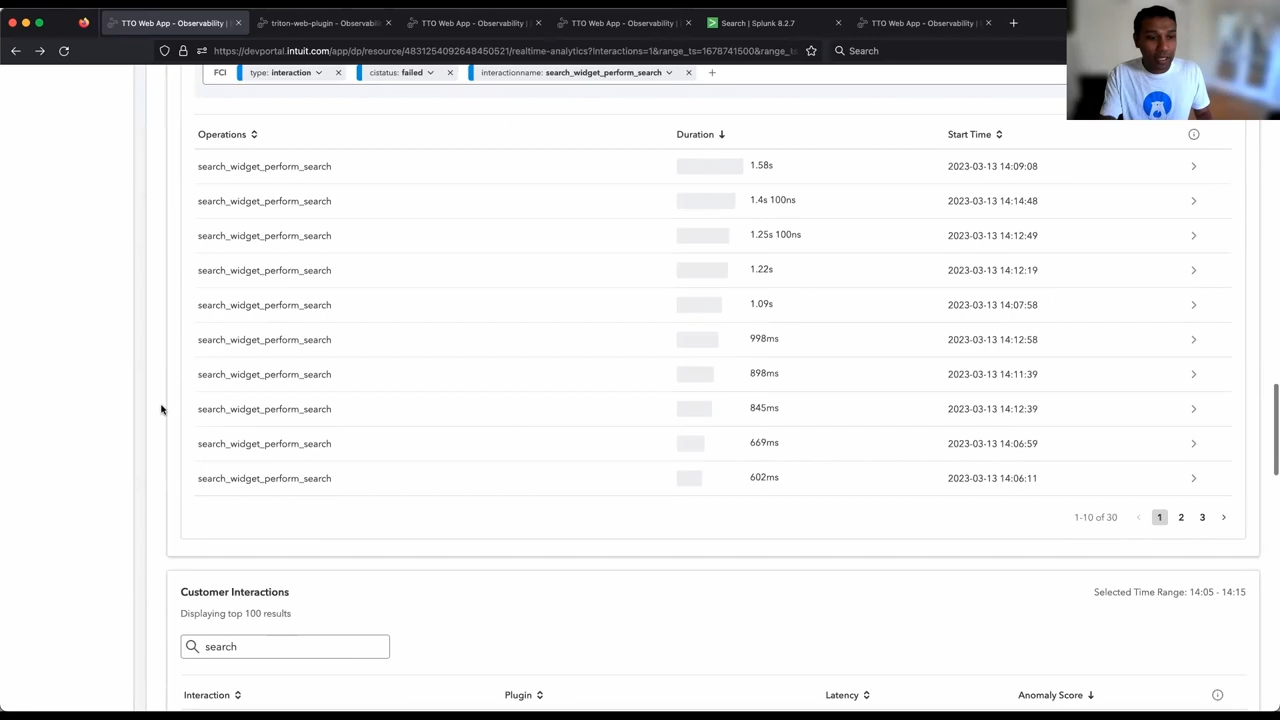 TTO Web App - Observability |
triton-web-plugin - Observabili
TTO Web App - Observability |
TTO Web App - Observability |
Search | Splunk 8.2.7
TTO Web App - Observability |
https://devportal.intuit.com/app/dp/resource/4831254092648450521/realtime-analytics?interactions=1&range_ts=1678741500&range_ts
Search
FCI type: interaction cistatus: failed interactionname: search_widget_perform_search
Operations Duration Start Time
search_widget_perform_search 1.58s 2023-03-13 14:09:08
search_widget_perform_search 1.4s 100ns 2023-03-13 14:14:48
search_widget_perform_search 1.25s 100ns 2023-03-13 14:12:49
search_widget_perform_search 1.22s 2023-03-13 14:12:19
search_widget_perform_search 1.09s 2023-03-13 14:07:58
search_widget_perform_search 998ms 2023-03-13 14:12:58
search_widget_perform_search 898ms 2023-03-13 14:11:39
search_widget_perform_search 845ms 2023-03-13 14:12:39
search_widget_perform_search 669ms 2023-03-13 14:06:59
search_widget_perform_search 602ms 2023-03-13 14:06:11
1-10 of 30 1 2 3
Customer Interactions Selected Time Range: 14:05 - 14:15
Displaying top 100 results
search
Interaction Plugin Latency Anomaly Score